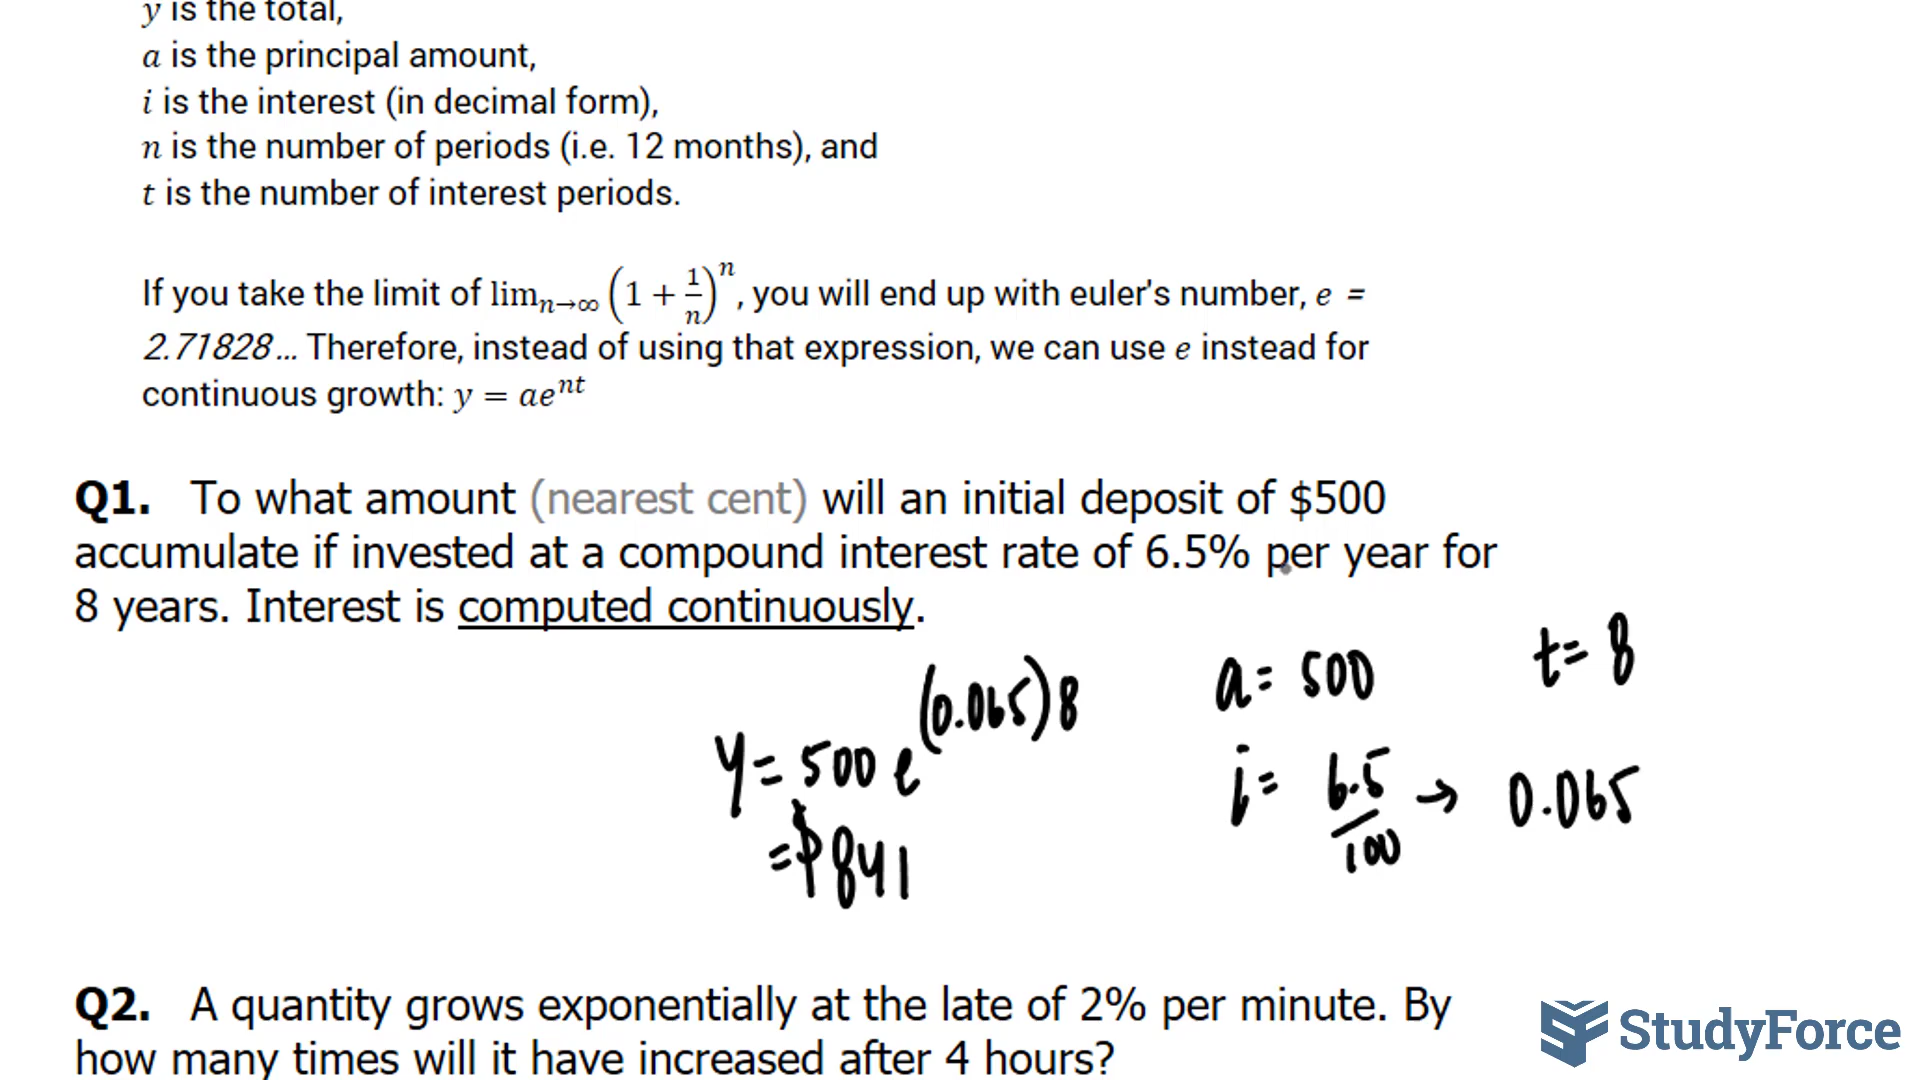 y is the total,
a is the principal amount,
i is the interest (in decimal form),
n is the number of periods (i.e. 12 months), and
t is the number of interest periods.
If you take the limit of lim_{n→∞} (1 + 1/n)^n, you will end up with euler's number, e =
2.71828... Therefore, instead of using that expression, we can use e instead for
continuous growth: y = ae^{nt}
Q1. To what amount (nearest cent) will an initial deposit of $500
accumulate if invested at a compound interest rate of 6.5% per year for
8 years. Interest is computed continuously.
y = 500 e^{(0.065)8}
= $841
a = 500
t = 8
i = 6.5/100 → 0.065
Q2. A quantity grows exponentially at the late of 2% per minute. By
how many times will it have increased after 4 hours?
StudyForce